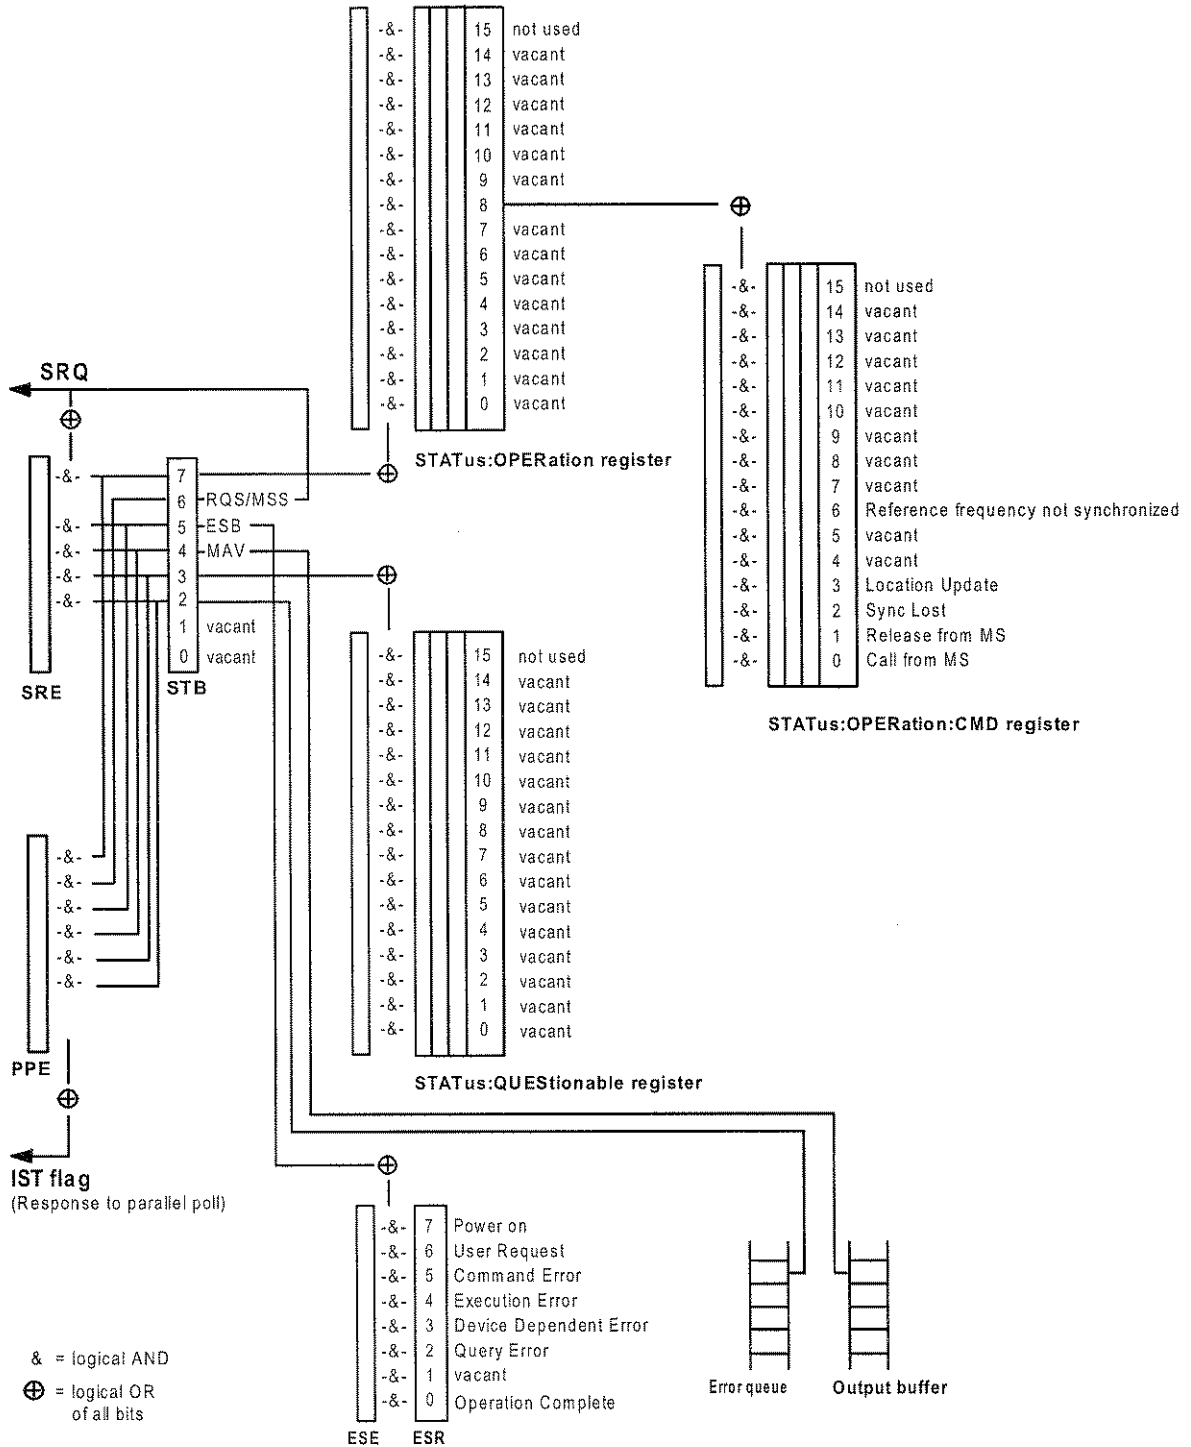 -&- 15 not used
-&- 14 vacant
-&- 13 vacant
-&- 12 vacant
-&- 11 vacant
-&- 10 vacant
-&- 9 vacant
-&- 8
-&- 7 vacant
-&- 6 vacant
-&- 5 vacant
-&- 4 vacant
-&- 3 vacant
-&- 2 vacant
-&- 1 vacant
-&- 0 vacant
STATus:OPERation register
-&- 15 not used
-&- 14 vacant
-&- 13 vacant
-&- 12 vacant
-&- 11 vacant
-&- 10 vacant
-&- 9 vacant
-&- 8 vacant
-&- 7 vacant
-&- 6 Reference frequency not synchronized
-&- 5 vacant
-&- 4 vacant
-&- 3 Location Update
-&- 2 Sync Lost
-&- 1 Release from MS
-&- 0 Call from MS
STATus:OPERation:CMD register
SRQ
-&- 7
6 RQS/MSS
-&- 5 ESB
-&- 4 MAV
-&- 3
-&- 2
1 vacant
0 vacant
SRE STB
-&- 15 not used
-&- 14 vacant
-&- 13 vacant
-&- 12 vacant
-&- 11 vacant
-&- 10 vacant
-&- 9 vacant
-&- 8 vacant
-&- 7 vacant
-&- 6 vacant
-&- 5 vacant
-&- 4 vacant
-&- 3 vacant
-&- 2 vacant
-&- 1 vacant
-&- 0 vacant
STATus:QUEStionable register
-&-
-&-
-&-
-&-
-&-
-&-
PPE
IST flag
(Response to parallel poll)
-&- 7 Power on
-&- 6 User Request
-&- 5 Command Error
-&- 4 Execution Error
-&- 3 Device Dependent Error
-&- 2 Query Error
-&- 1 vacant
-&- 0 Operation Complete
ESE ESR
Error queue Output buffer
& = logical AND
⊕ = logical OR
of all bits